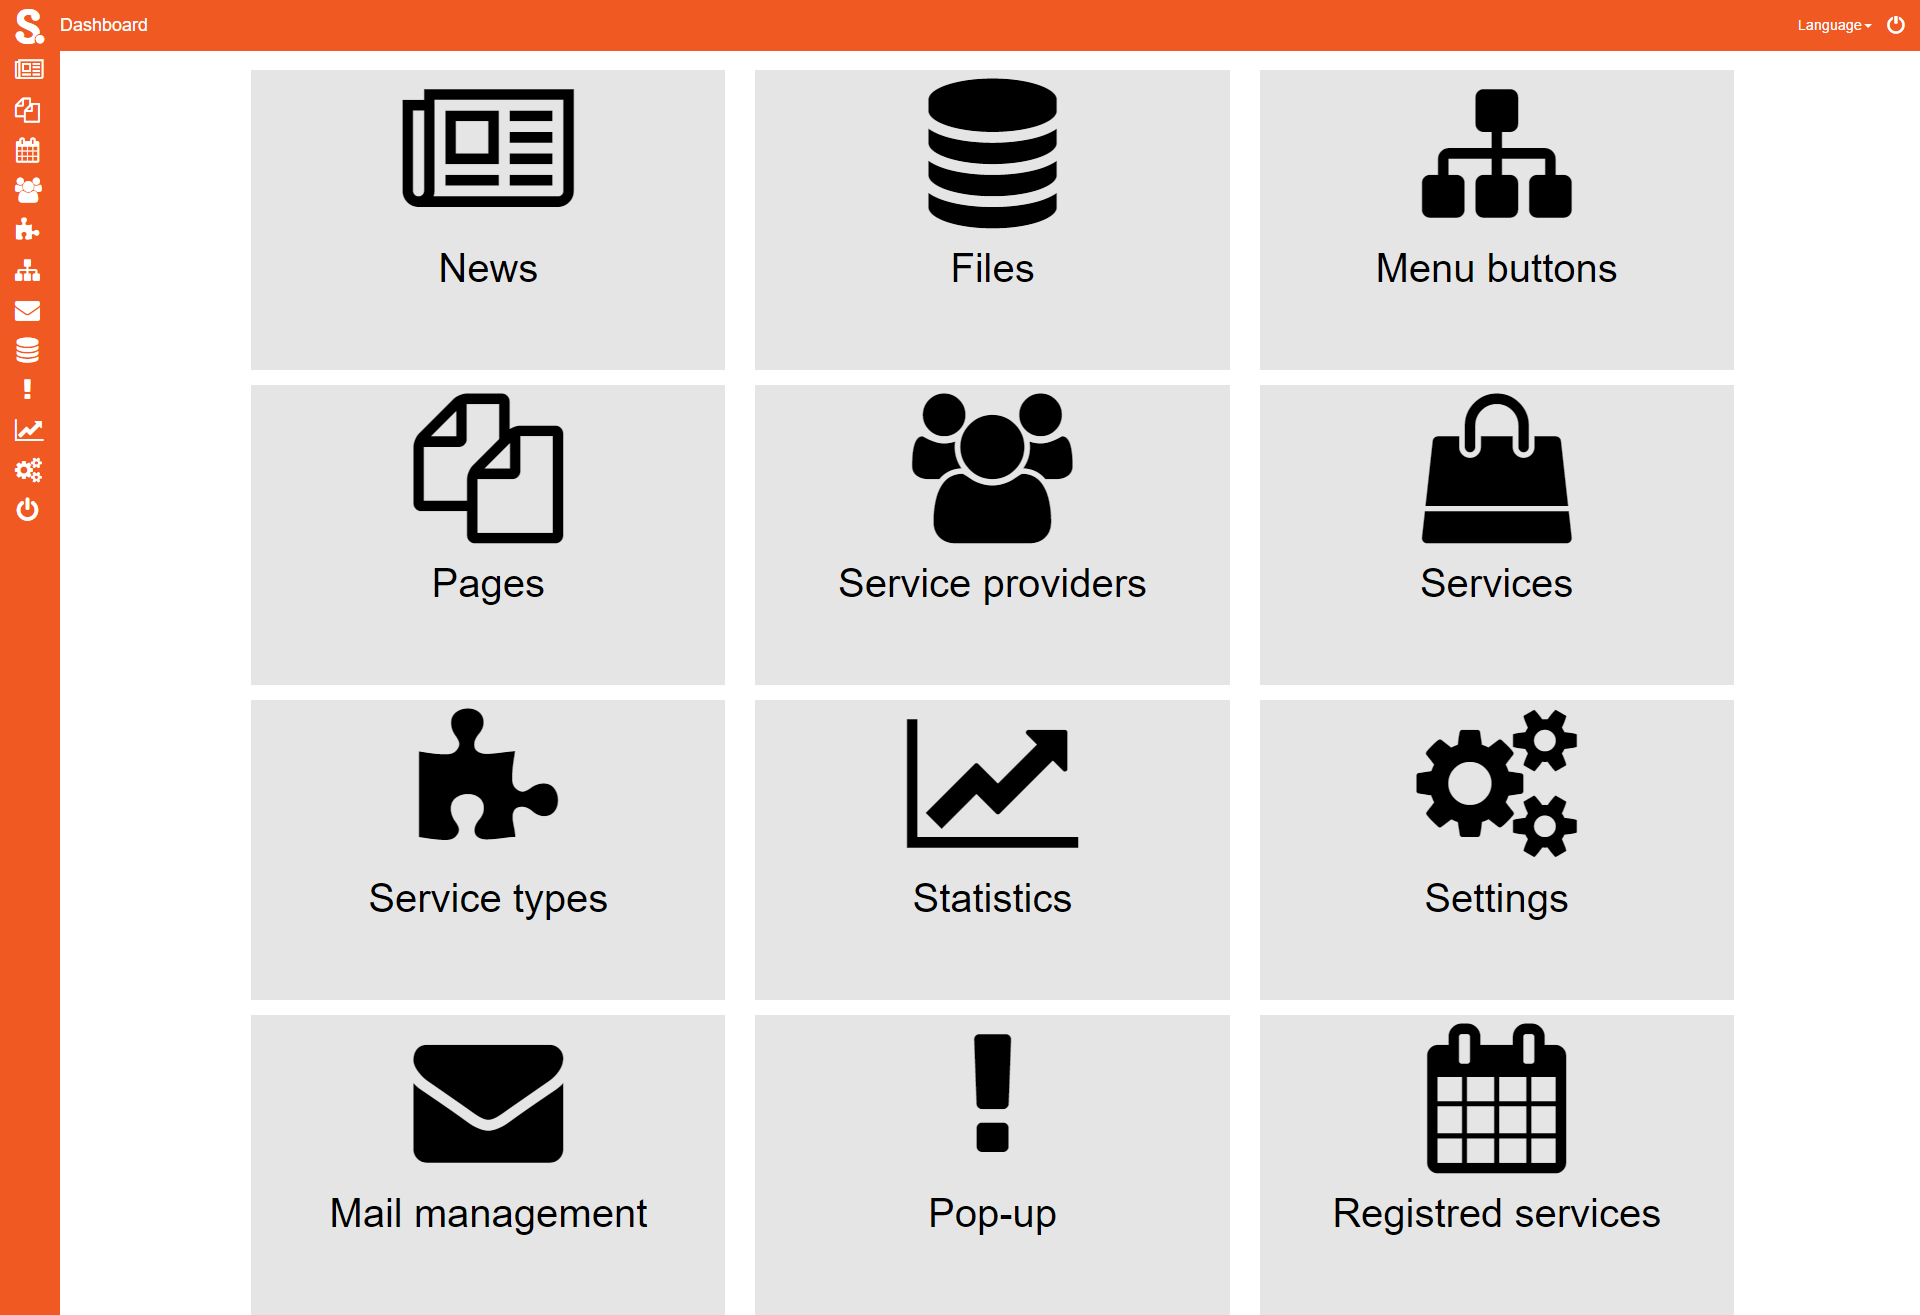 S. Dashboard
Language
News
Files
Menu buttons
Pages
Service providers
Services
Service types
Statistics
Settings
Mail management
Pop-up
Registred services